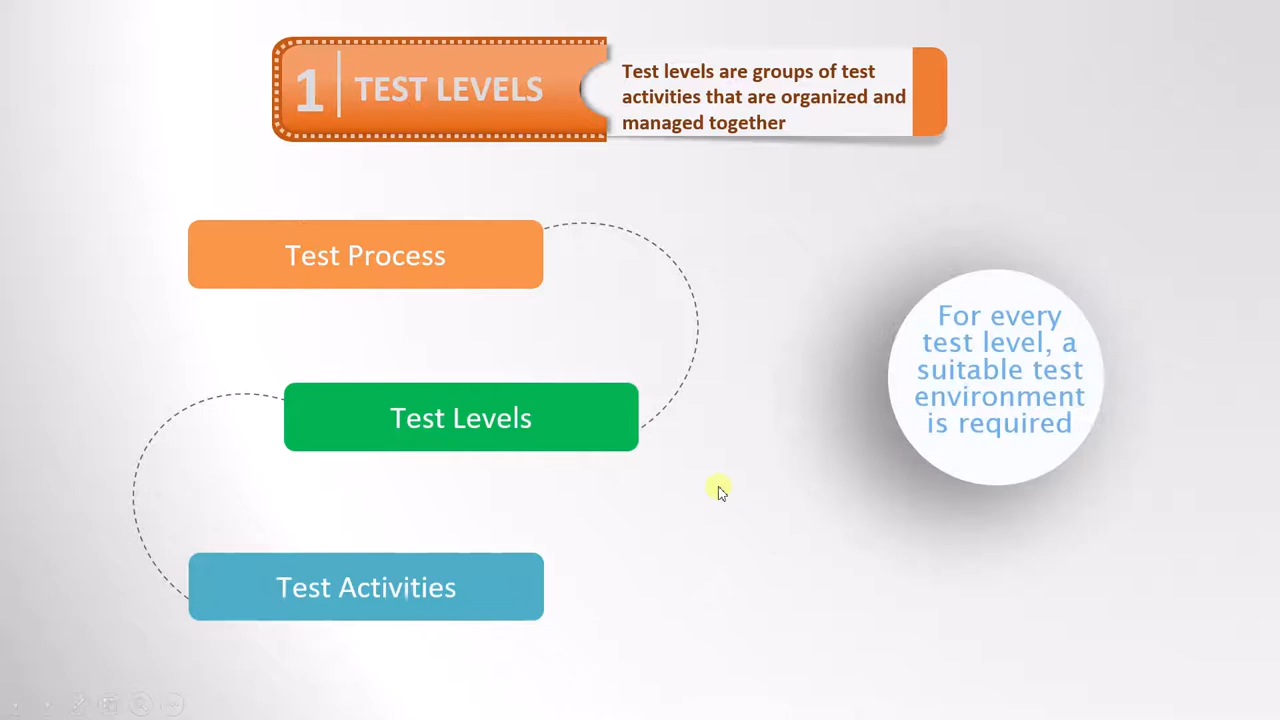 1
TEST LEVELS
Test levels are groups of test
activities that are organized and
managed together
Test Process
Test Levels
Test Activities
For every
test level, a
suitable test
environment
is required